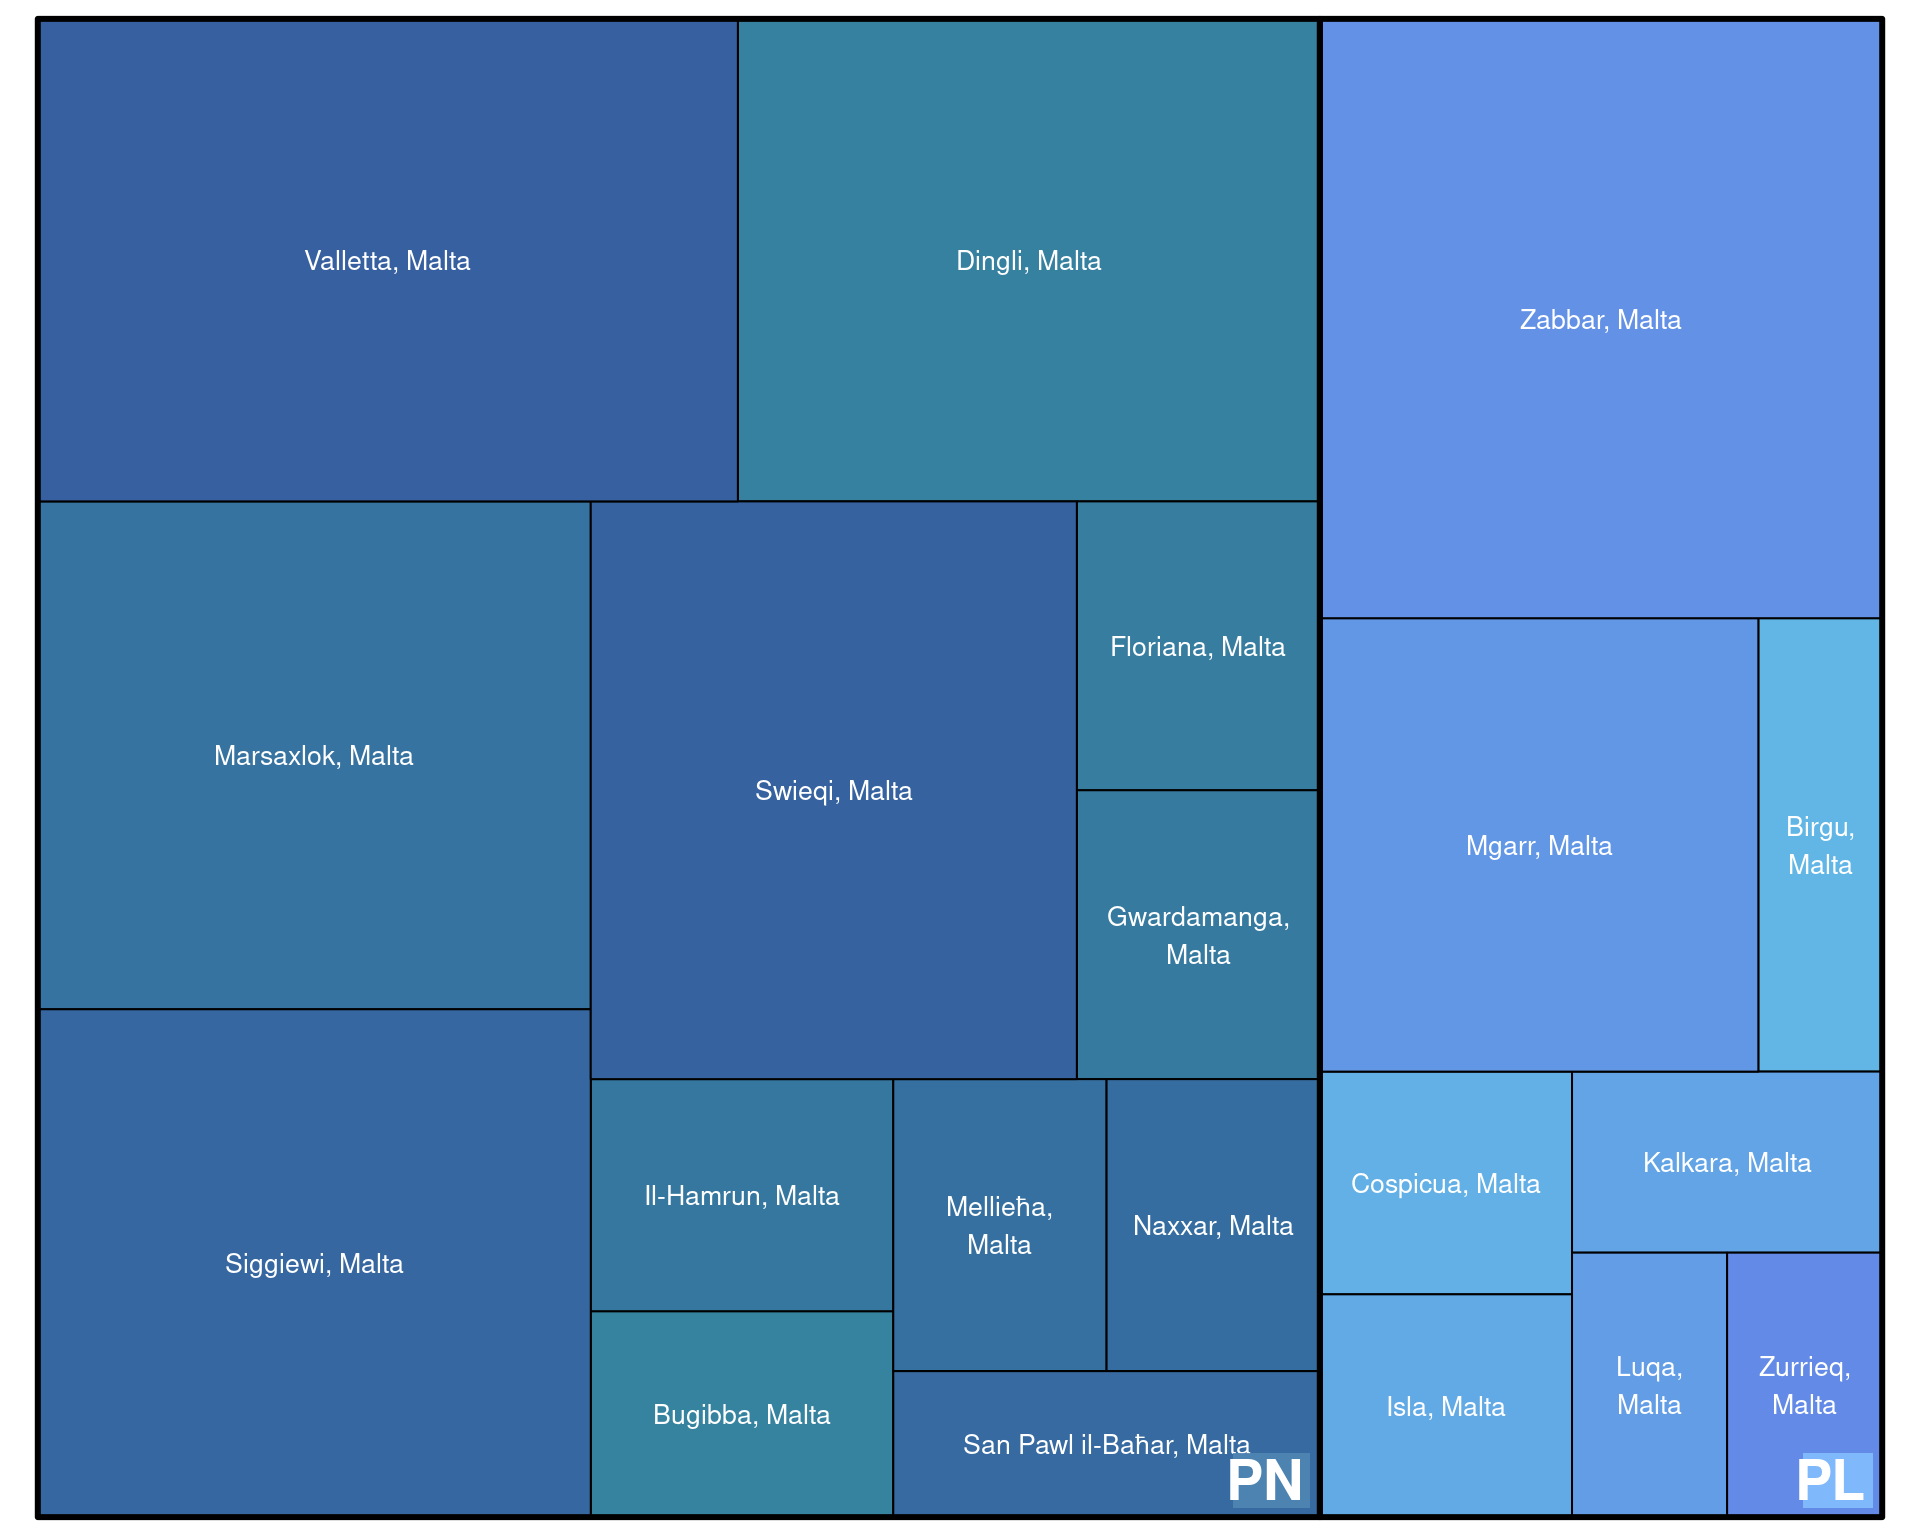 Valletta, Malta
Dingli, Malta
Zabbar, Malta
Marsaxlok, Malta
Swieqi, Malta
Floriana, Malta
Gwardamanga,
Malta
Mgarr, Malta
Birgu,
Malta
Siggiewi, Malta
Il-Hamrun, Malta
Mellieħa,
Malta
Naxxar, Malta
Bugibba, Malta
San Pawl il-Baħar, Malta
PN
Cospicua, Malta
Kalkara, Malta
Isla, Malta
Luqa,
Malta
Zurrieq,
Malta
PL